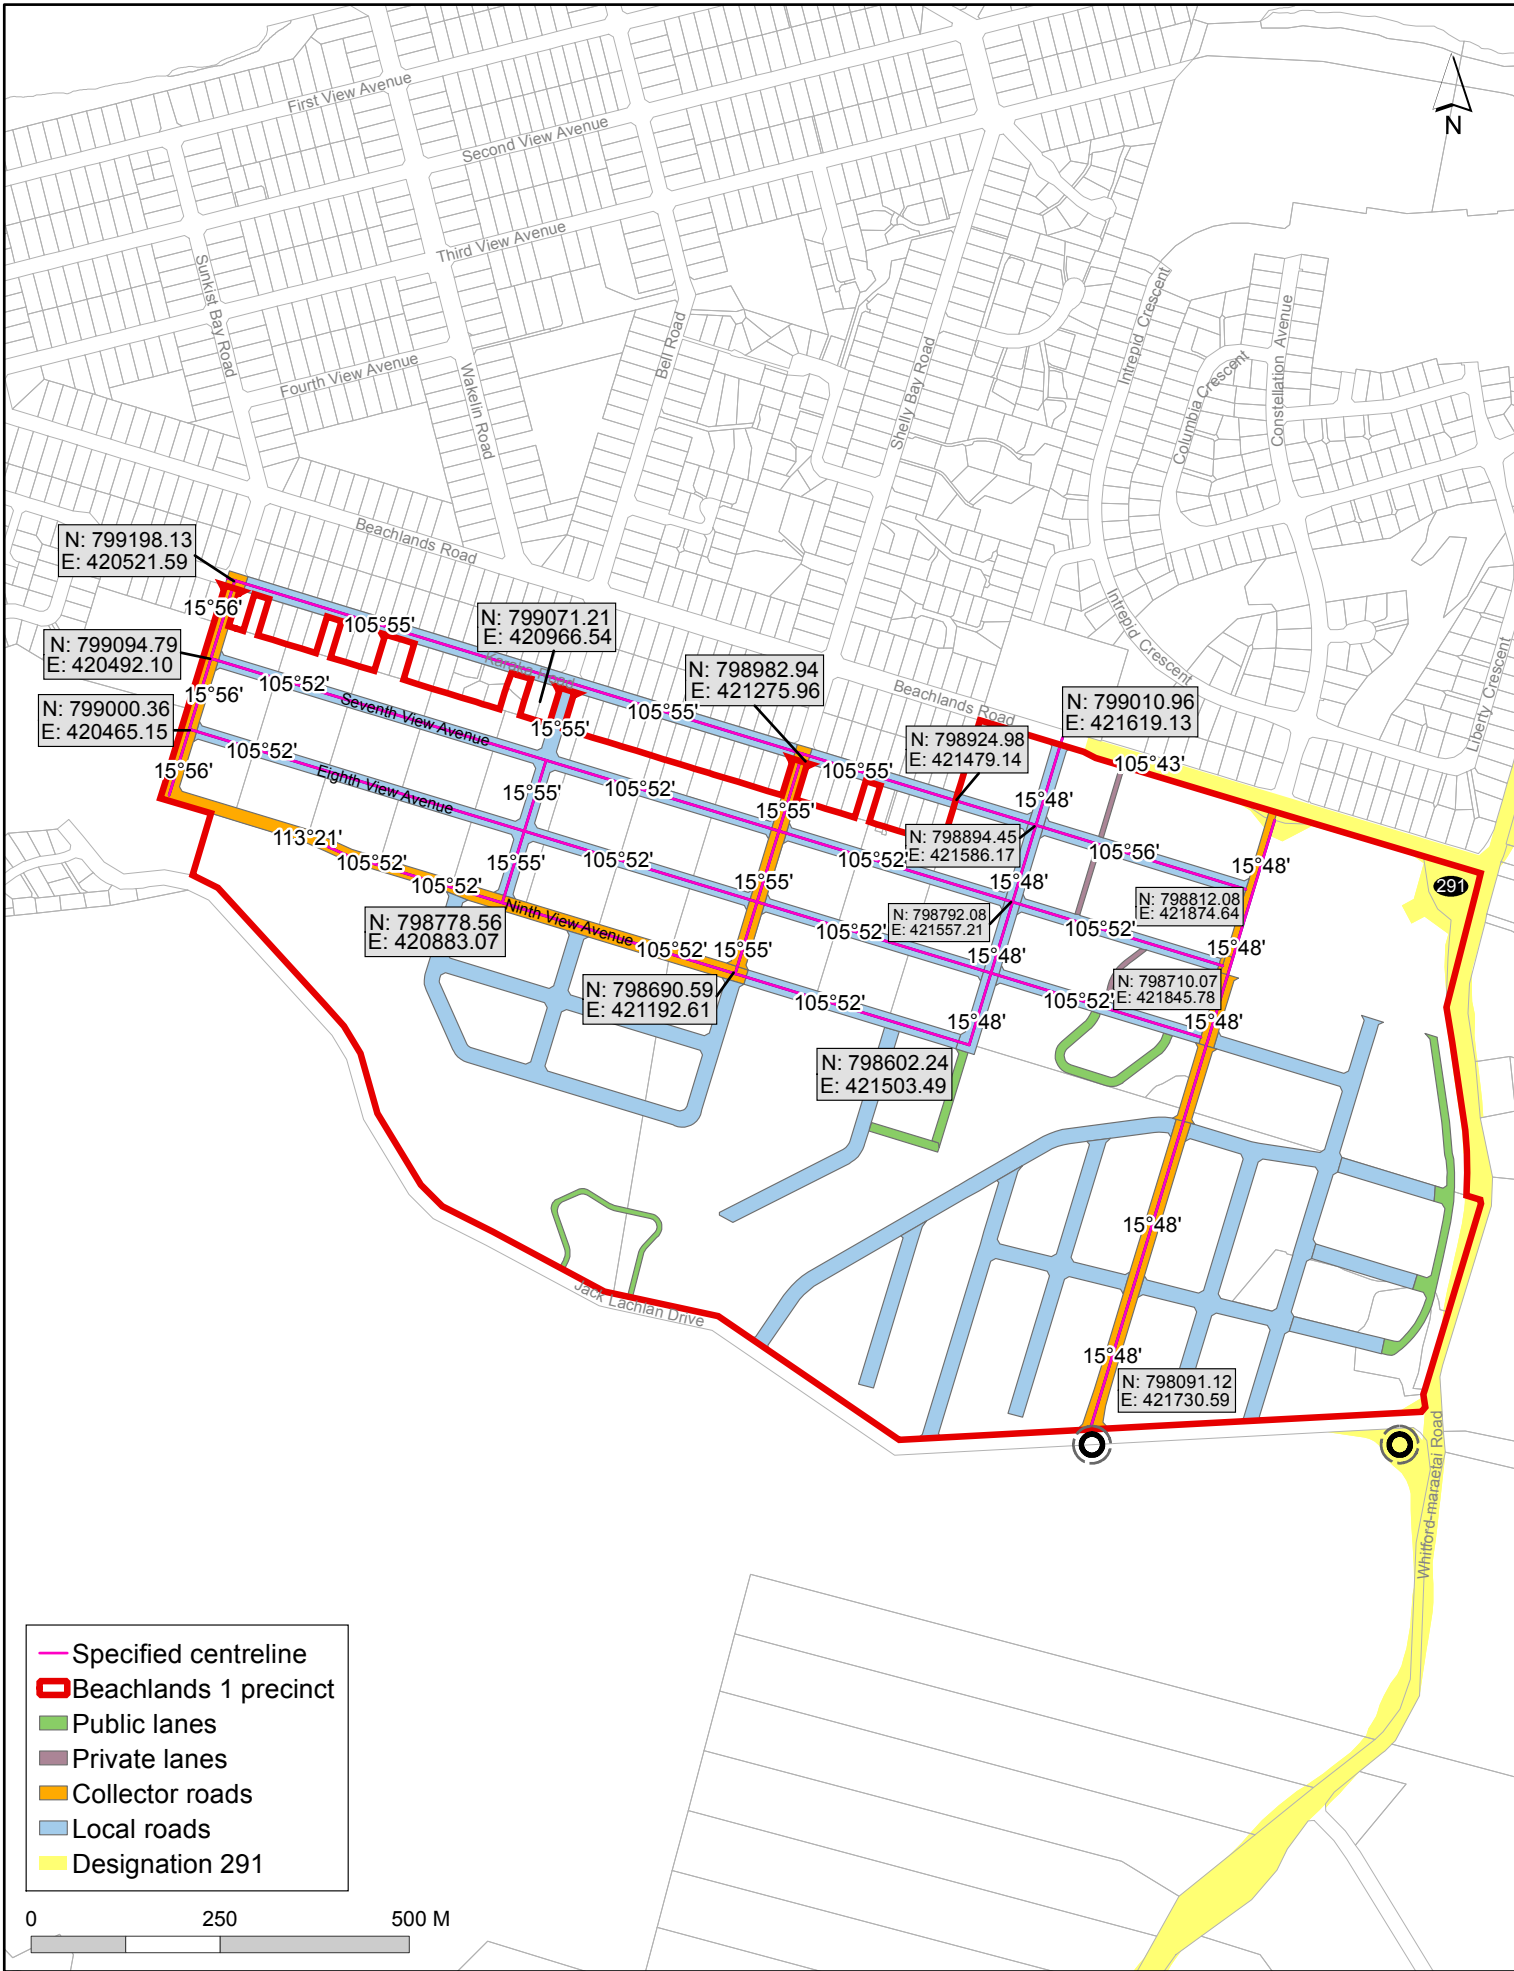 First View Avenue
Second View Avenue
Third View Avenue
Fourth View Avenue
Sunkist Bay Road
Wakelin Road
Bell Road
Shelly Bay Road
Intrepid Crescent
Columbia Crescent
Constellation Avenue
Liberty Crescent
Intrepid Crescent
Beachlands Road
Beachlands Road
N
N: 799198.13
E: 420521.59
15°56'
105°55'
N: 799071.21
E: 420966.54
N: 799094.79
E: 420492.10
15°56'
105°52'
Seventh View Avenue
15°55'
105°55'
N: 798982.94
E: 421275.96
N: 799010.96
E: 421619.13
N: 799000.36
E: 420465.15
105°52'
Eighth View Avenue
15°56'
15°55'
105°52'
105°55'
N: 798924.98
E: 421479.14
105°43'
15°48'
15°55'
N: 798894.45
E: 421586.17
105°56'
113°21'
105°52'
105°52'
15°55'
105°52'
15°55'
105°52'
15°48'
15°48'
291
N: 798778.56
E: 420883.07
Ninth View Avenue
105°52'
15°55'
105°52'
N: 798792.08
E: 421557.21
N: 798812.08
E: 421874.64
105°52'
15°48'
15°48'
N: 798690.59
E: 421192.61
105°52'
105°52'
N: 798710.07
E: 421845.78
15°48'
15°48'
N: 798602.24
E: 421503.49
15°48'
15°48'
N: 798091.12
E: 421730.59
Jack Lachlan Drive
Whitford-maraetai Road
Specified centreline
Beachlands 1 precinct
Public lanes
Private lanes
Collector roads
Local roads
Designation 291
0 250 500 M